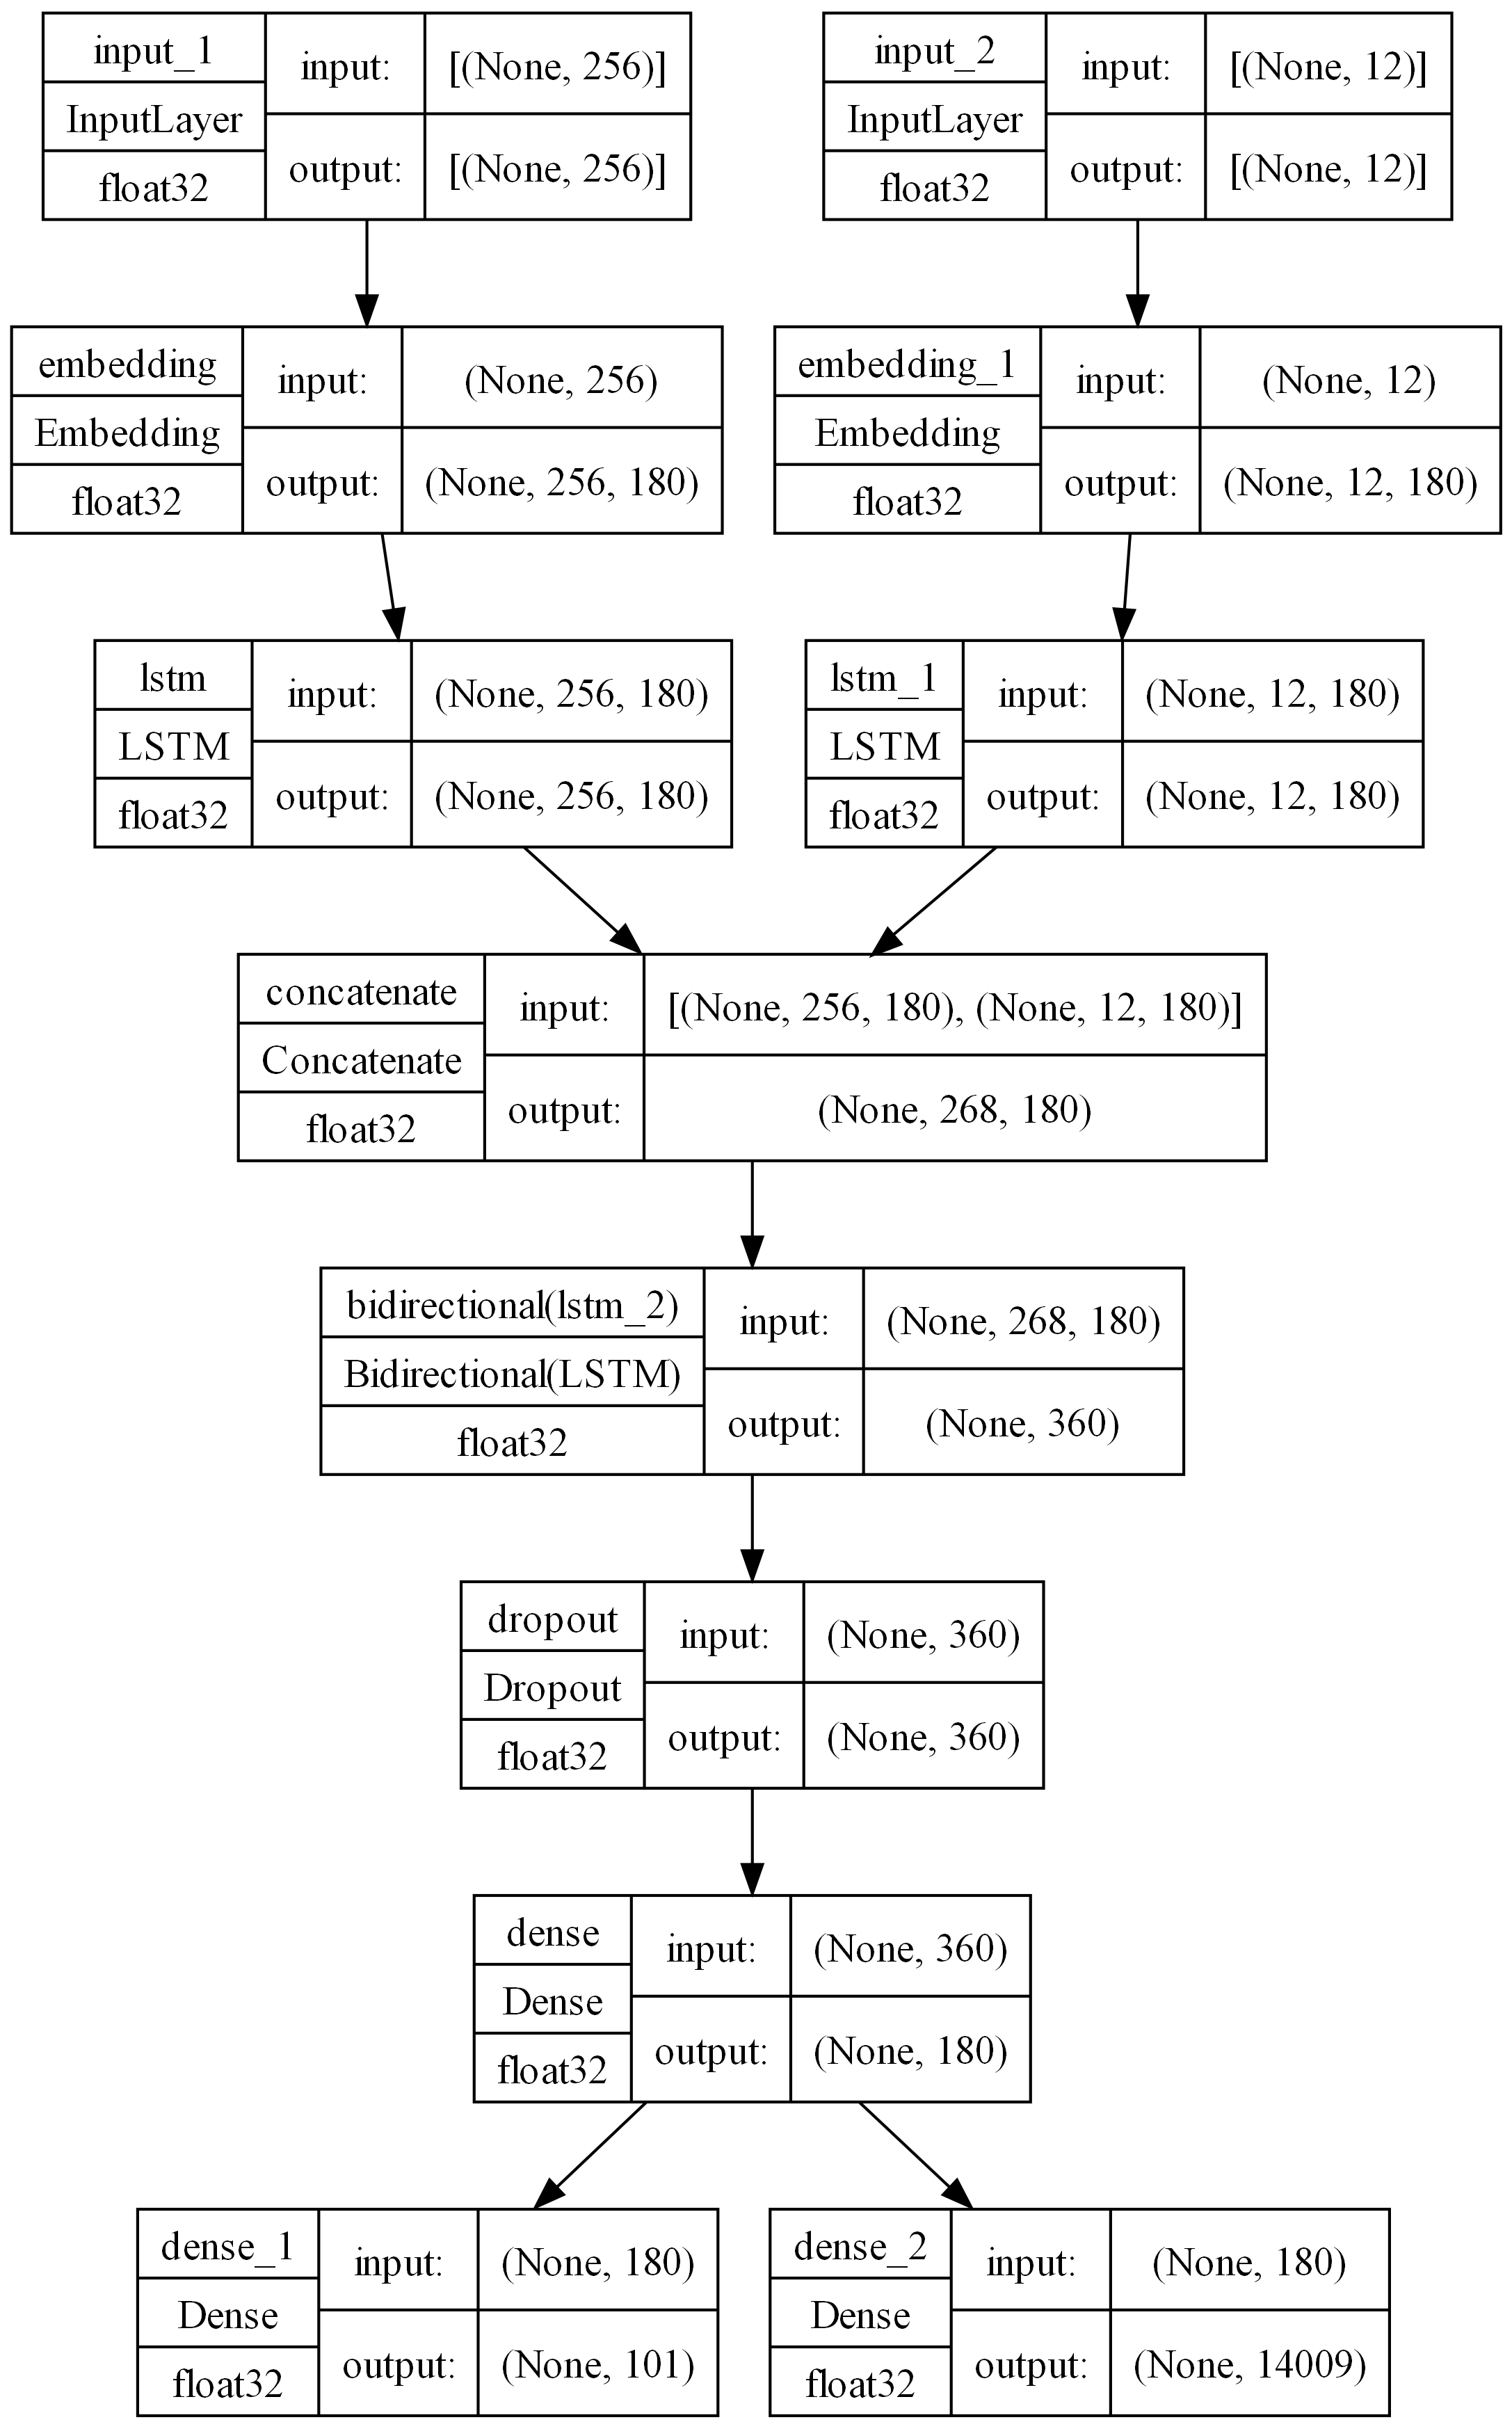 input_1
InputLayer
float32
input:
[(None, 256)]
output:
[(None, 256)]
input_2
InputLayer
float32
input:
[(None, 12)]
output:
[(None, 12)]
embedding
Embedding
float32
input:
(None, 256)
output:
(None, 256, 180)
embedding_1
Embedding
float32
input:
(None, 12)
output:
(None, 12, 180)
lstm
LSTM
float32
input:
(None, 256, 180)
output:
(None, 256, 180)
lstm_1
LSTM
float32
input:
(None, 12, 180)
output:
(None, 12, 180)
concatenate
Concatenate
float32
input:
[(None, 256, 180), (None, 12, 180)]
output:
(None, 268, 180)
bidirectional(lstm_2)
Bidirectional(LSTM)
float32
input:
(None, 268, 180)
output:
(None, 360)
dropout
Dropout
float32
input:
(None, 360)
output:
(None, 360)
dense
Dense
float32
input:
(None, 360)
output:
(None, 180)
dense_1
Dense
float32
input:
(None, 180)
output:
(None, 101)
dense_2
Dense
float32
input:
(None, 180)
output:
(None, 14009)